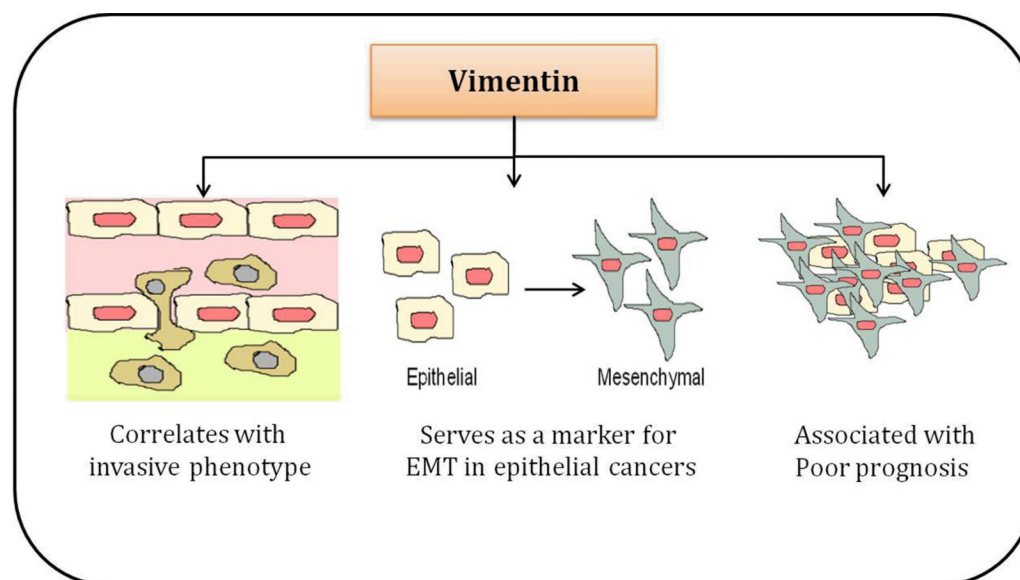 Vimentin
Epithelial
Mesenchymal
Correlates with
invasive phenotype
Serves as a marker for
EMT in epithelial cancers
Associated with
Poor prognosis